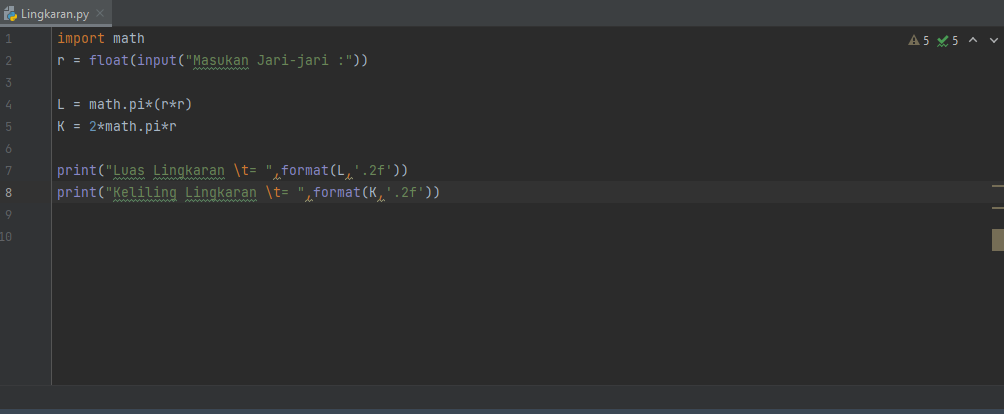 Lingkaran.py
5 5
1 import math
2 r = float(input("Masukan Jari-jari :"))
3
4 L = math.pi*(r*r)
5 K = 2*math.pi*r
6
7 print("Luas Lingkaran \t= ",format(L,'.2f'))
8 print("Keliling Lingkaran \t= ",format(K,'.2f'))
9
10